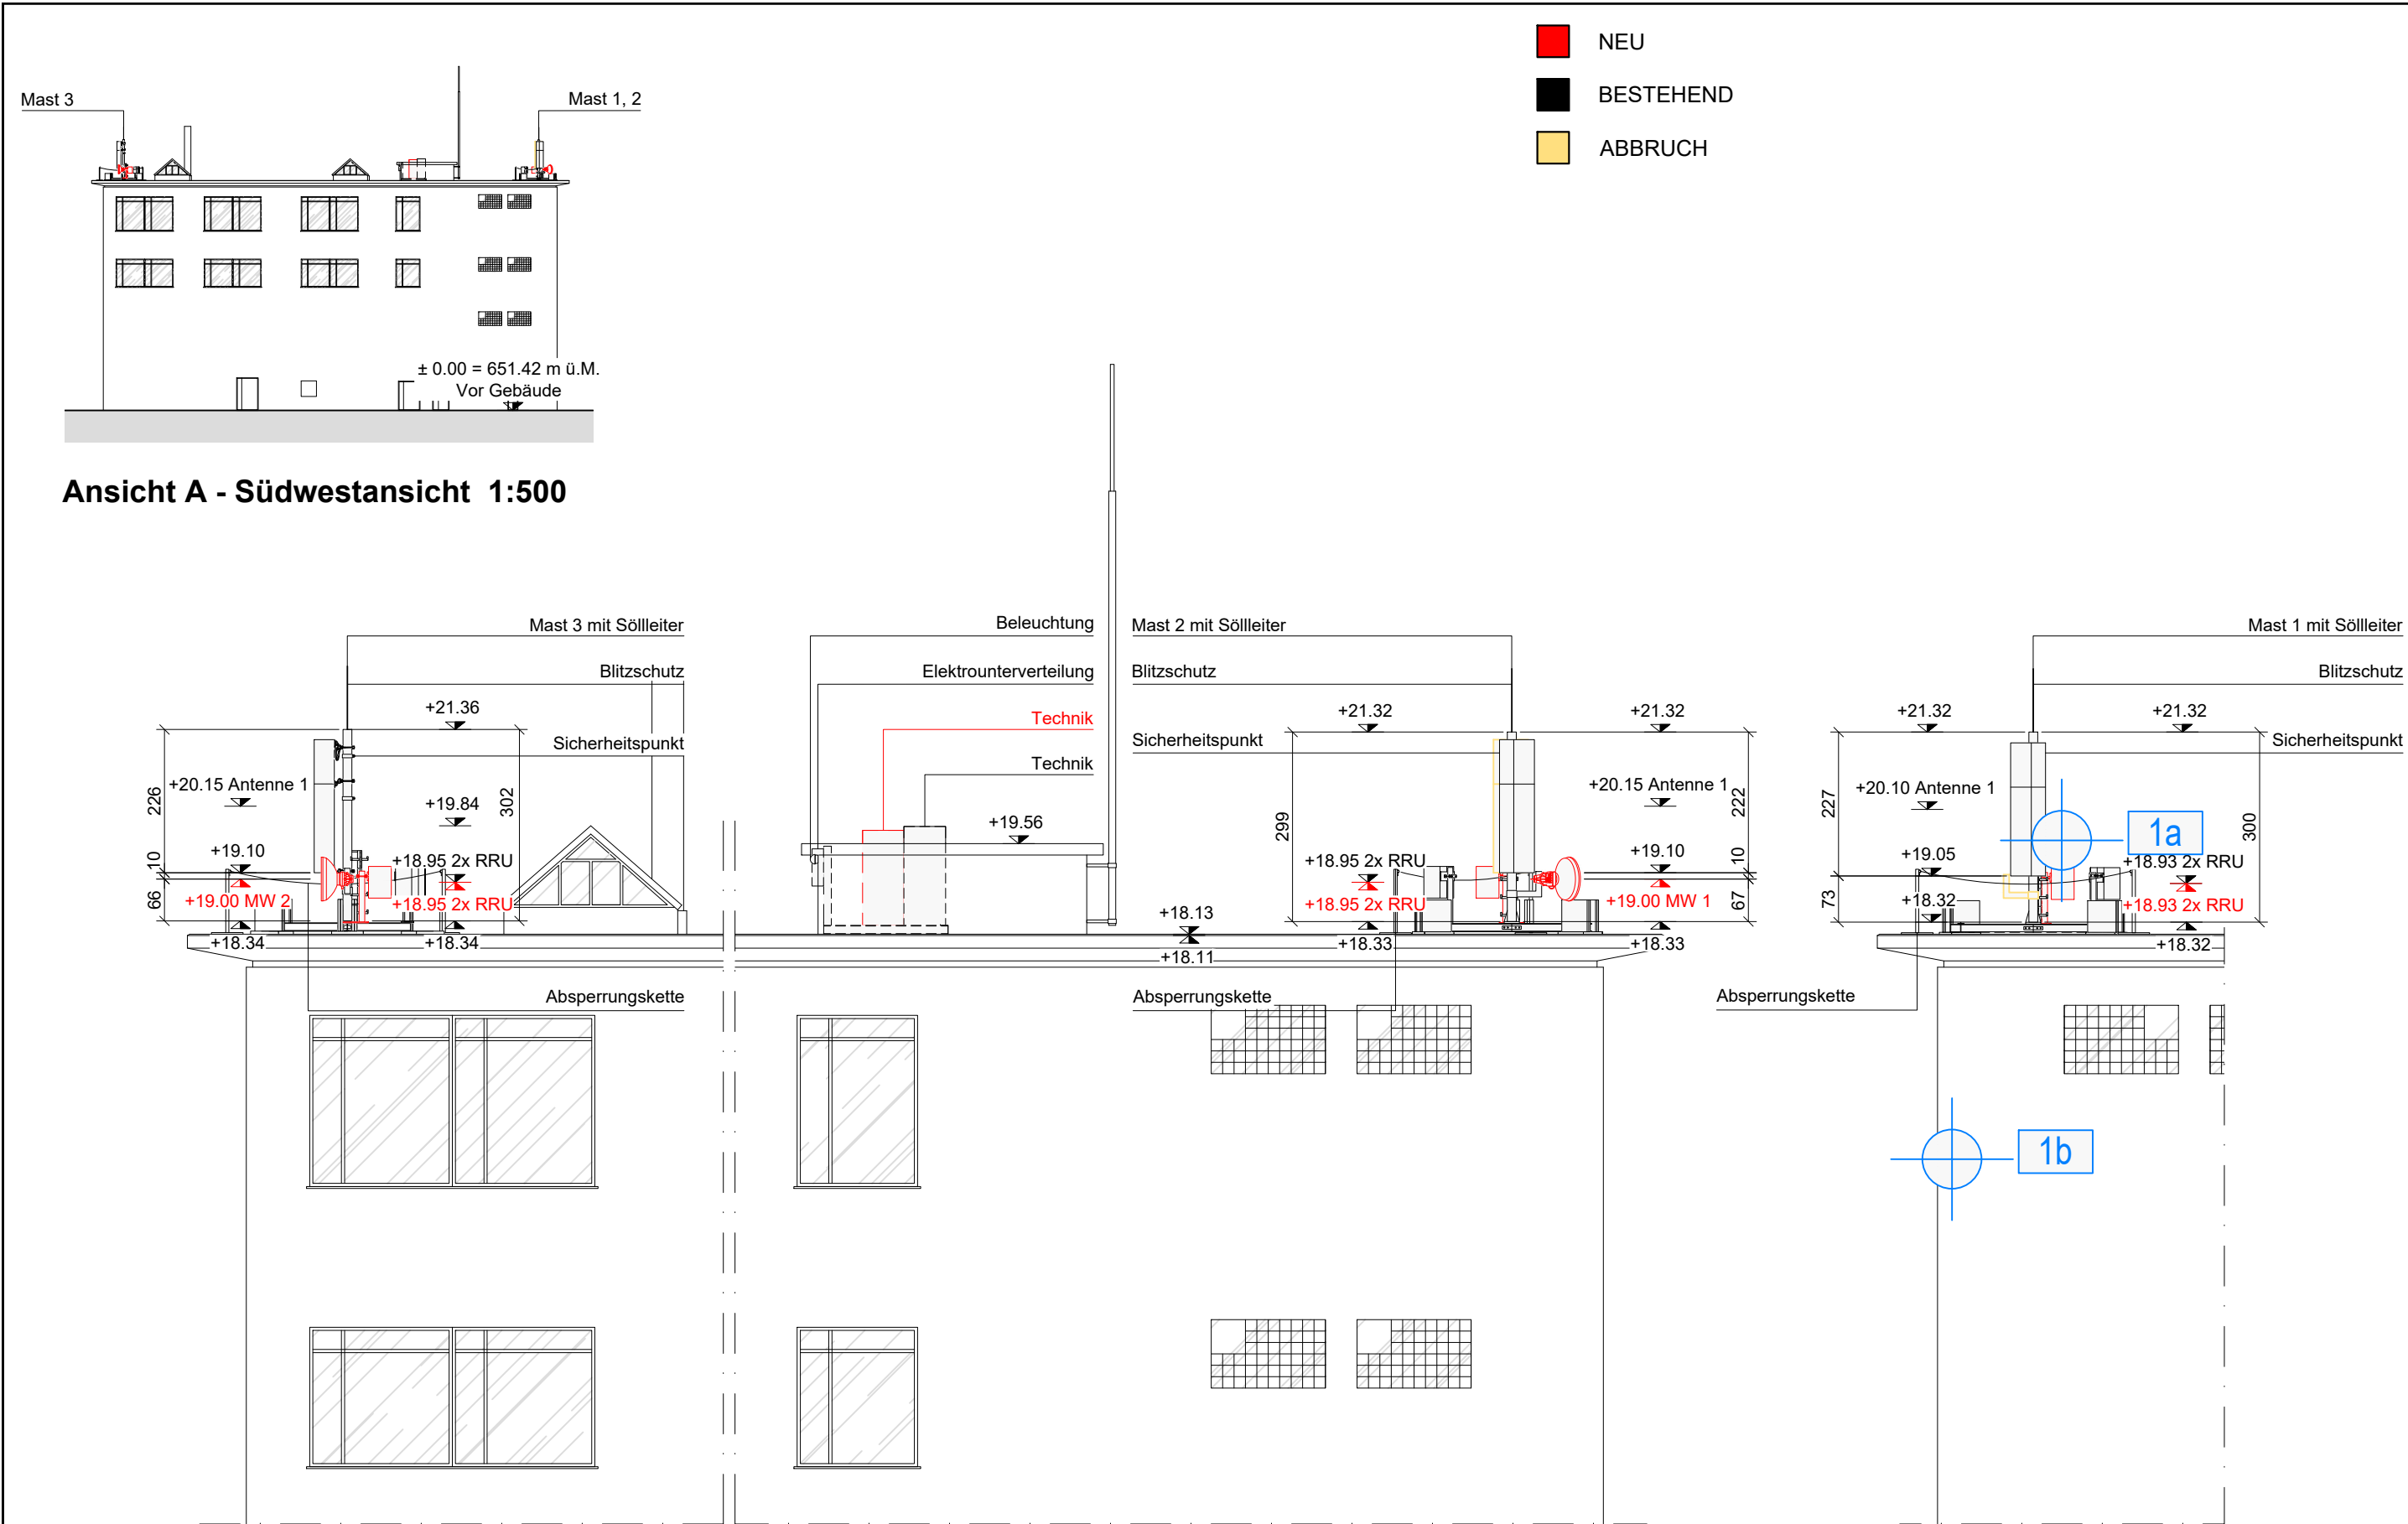 NEU
BESTEHEND
ABBRUCH
Mast 3
Mast 1, 2
± 0.00 = 651.42 m ü.M.
Vor Gebäude
Ansicht A - Südwestansicht 1:500
Mast 3 mit Söllleiter
Blitzschutz
+21.36
Sicherheitspunkt
+20.15 Antenne 1
+19.84
226
302
10
66
+19.10
+18.95 2x RRU
+19.00 MW 2
+18.95 2x RRU
+18.34
+18.34
Absperrungskette
Beleuchtung
Elektrounterverteilung
Technik
Technik
+19.56
+18.13
+18.11
Mast 2 mit Söllleiter
Blitzschutz
+21.32
+21.32
Sicherheitspunkt
+20.15 Antenne 1
299
222
10
67
+18.95 2x RRU
+19.10
+18.95 2x RRU
+19.00 MW 1
+18.33
+18.33
Absperrungskette
Mast 1 mit Söllleiter
Blitzschutz
+21.32
+21.32
Sicherheitspunkt
+20.10 Antenne 1
227
300
73
1a
+19.05
+18.93 2x RRU
+18.32
+18.93 2x RRU
+18.32
Absperrungskette
1b